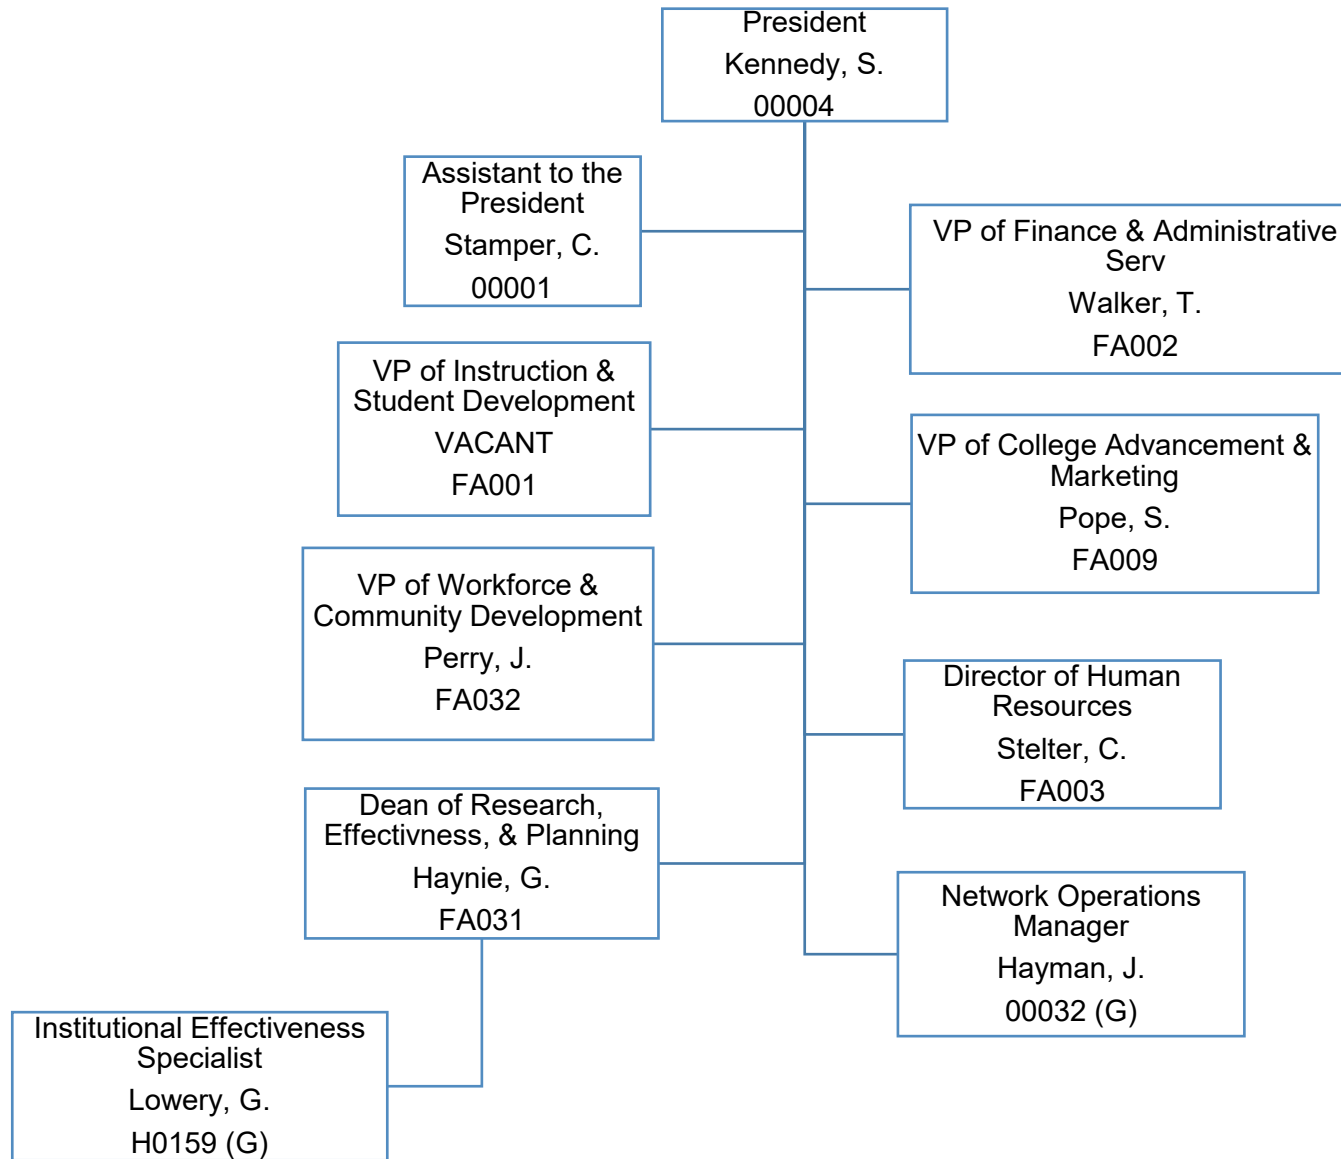 President
Kennedy, S.
00004
Assistant to the
President
Stamper, C.
00001
VP of Finance & Administrative
Serv
Walker, T.
FA002
VP of Instruction &
Student Development
VACANT
FA001
VP of College Advancement &
Marketing
Pope, S.
FA009
VP of Workforce &
Community Development
Perry, J.
FA032
Director of Human
Resources
Stelter, C.
FA003
Dean of Research,
Effectivness, & Planning
Haynie, G.
FA031
Network Operations
Manager
Hayman, J.
00032 (G)
Institutional Effectiveness
Specialist
Lowery, G.
H0159 (G)